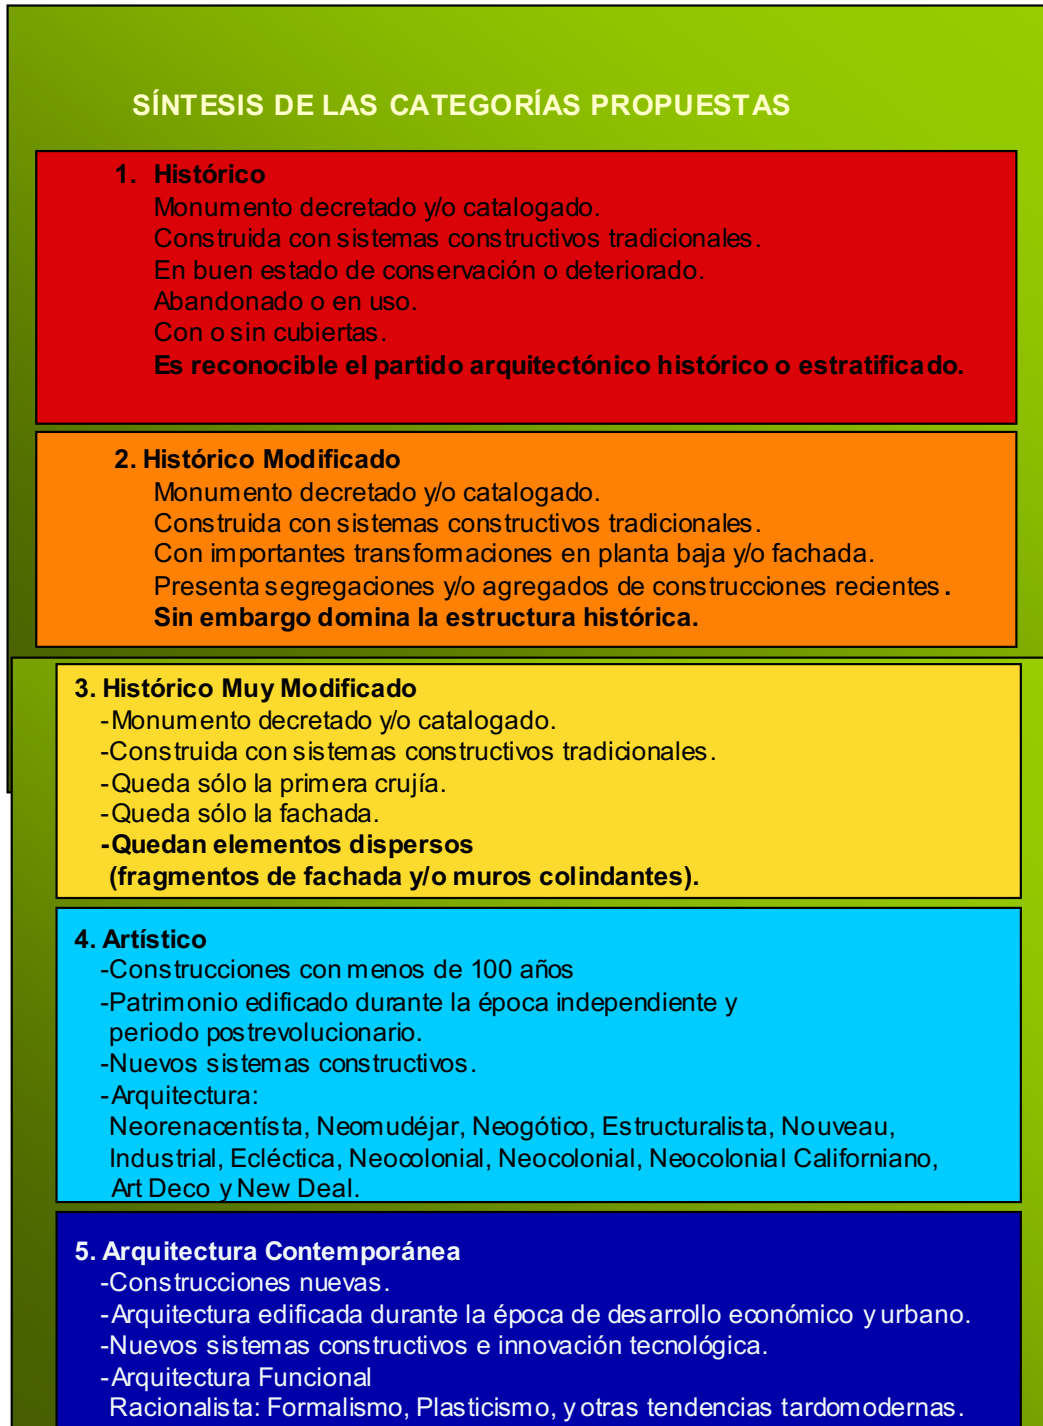 SÍNTESIS DE LAS CATEGORÍAS PROPUESTAS
1. Histórico
Monumento decretado y/o catalogado.
Construida con sistemas constructivos tradicionales.
En buen estado de conservación o deteriorado.
Abandonado o en uso.
Con o sin cubiertas.
Es reconocible el partido arquitectónico histórico o estratificado.
2. Histórico Modificado
Monumento decretado y/o catalogado.
Construida con sistemas constructivos tradicionales.
Con importantes transformaciones en planta baja y/o fachada.
Presenta segregaciones y/o agregados de construcciones recientes.
Sin embargo domina la estructura histórica.
3. Histórico Muy Modificado
-Monumento decretado y/o catalogado.
-Construida con sistemas constructivos tradicionales.
-Queda sólo la primera crujía.
-Queda sólo la fachada.
-Quedan elementos dispersos
(fragmentos de fachada y/o muros colindantes).
4. Artístico
-Construcciones con menos de 100 años
-Patrimonio edificado durante la época independiente y
periodo postrevolucionario.
-Nuevos sistemas constructivos.
-Arquitectura:
Neorenacentísta, Neomudéjar, Neogótico, Estructuralista, Nouveau,
Industrial, Ecléctica, Neocolonial, Neocolonial, Neocolonial Californiano,
Art Deco y New Deal.
5. Arquitectura Contemporánea
-Construcciones nuevas.
-Arquitectura edificada durante la época de desarrollo económico y urbano.
-Nuevos sistemas constructivos e innovación tecnológica.
-Arquitectura Funcional
Racionalista: Formalismo, Plasticismo, y otras tendencias tardomodernas.